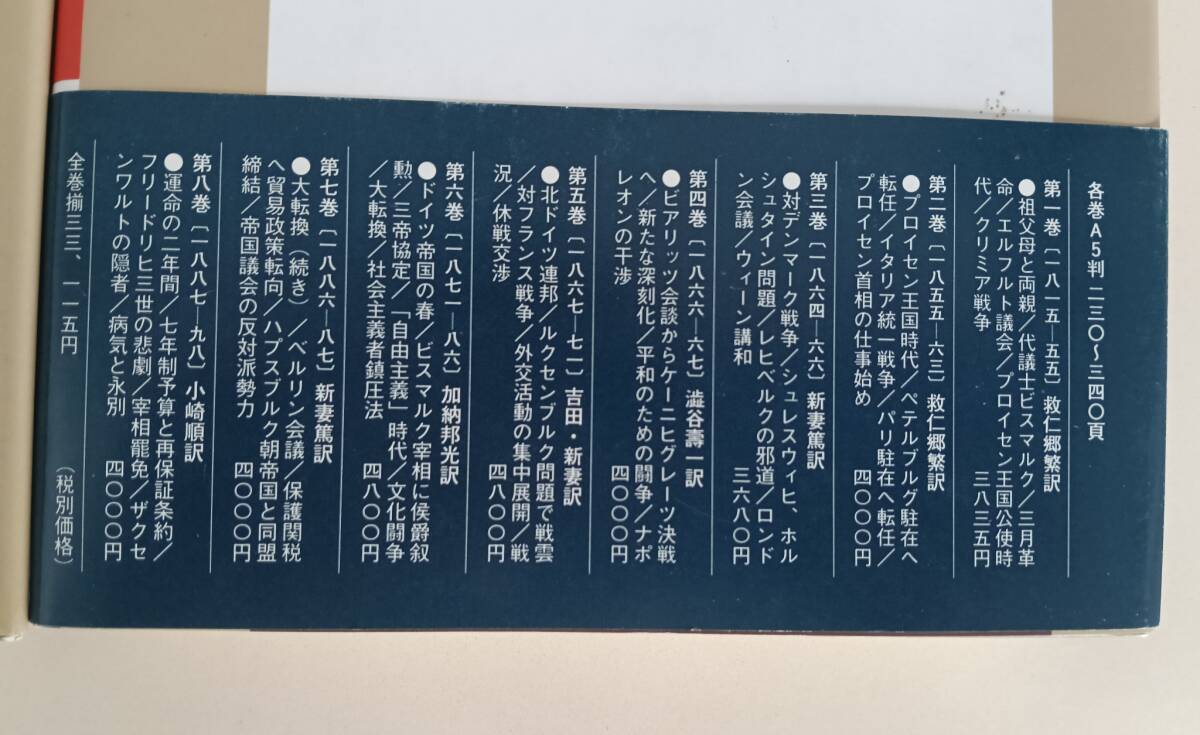 各巻A5判 二三〇〜三四〇頁
第一巻〔一八一五—五五〕救仁郷繁訳
●祖父母と両親／代議士ビスマルク／三月革
命／エルフルト議会／プロイセン王国公使時
代／クリミア戦争
三八三五円
第二巻〔一八五五—六三〕救仁郷繁訳
●プロイセン王国時代／ペテルブルグ駐在へ
転任／イタリア統一戦争／パリ駐在へ転任／
プロイセン首相の仕事始め
四〇〇〇円
第三巻〔一八六四—六六〕新妻篤訳
●対デンマーク戦争／シュレスウィヒ、ホル
シュタイン問題／レヒベルクの邪道／ロンド
ン会議／ウィーン講和
三六八〇円
第四巻〔一八六六—六七〕澁谷壽一訳
●ビアリッツ会談からケーニヒグレーツ決戦
へ／新たな深刻化／平和のための闘争／ナポ
レオンの干渉
四〇〇〇円
第五巻〔一八六七—七一〕吉田・新妻訳
●北ドイツ連邦／ルクセンブルク問題で戦雲
／対フランス戦争／外交活動の集中展開／戦
況／休戦交渉
四八〇〇円
第六巻〔一八七一—八六〕加納邦光訳
●ドイツ帝国の春／ビスマルク宰相に侯爵叙
勲／三帝協定／「自由主義」時代／文化闘争
／大転換／社会主義者鎮圧法
四八〇〇円
第七巻〔一八八六—八七〕新妻篤訳
●大転換（続き）／ベルリン会議／保護関税
へ貿易政策転向／ハプスブルク朝帝国と同盟
締結／帝国議会の反対派勢力
四〇〇〇円
第八巻〔一八八七—九八〕小崎順訳
●運命の二年間／七年制予算と再保証条約／
フリードリヒ三世の悲劇／宰相罷免／ザクセ
ンワルトの隠者／病気と永別
四〇〇〇円
全巻揃三三、一一五円
（税別価格）